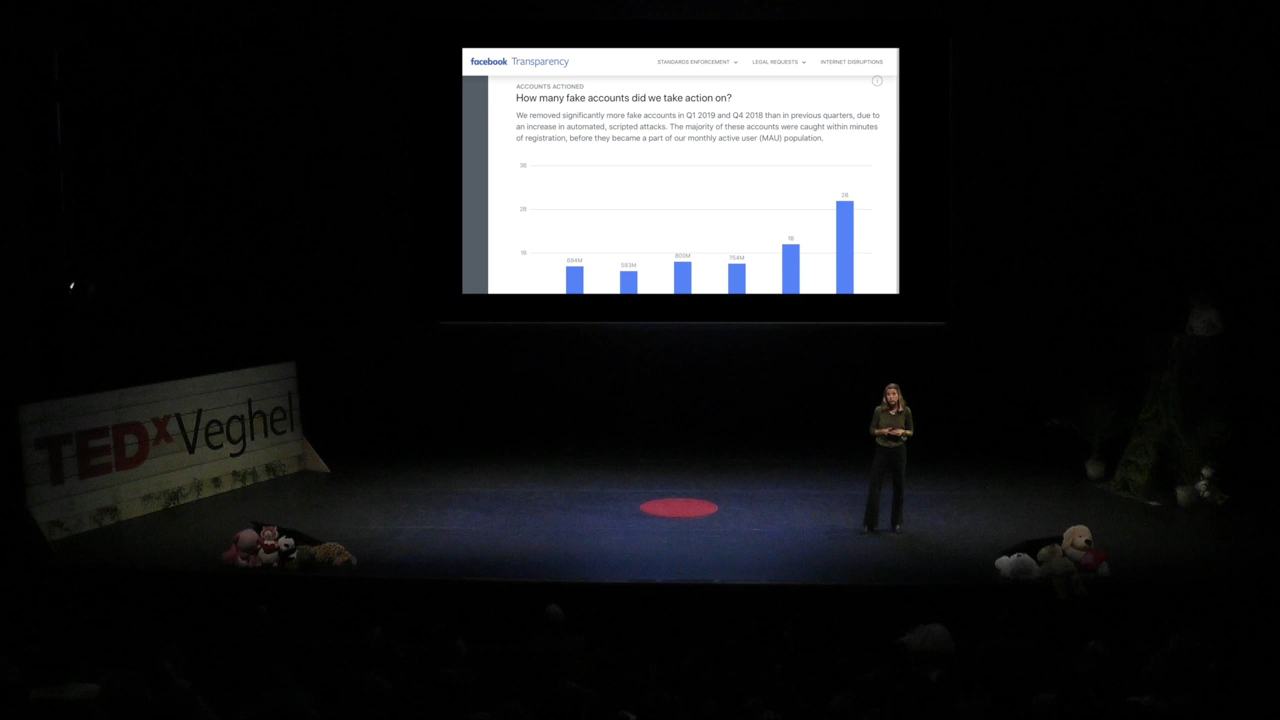 facebook Transparency
STANDARDS ENFORCEMENT
LEGAL REQUESTS
INTERNET DISRUPTIONS
ACCOUNTS ACTIONED
How many fake accounts did we take action on?
We removed significantly more fake accounts in Q1 2019 and Q4 2018 than in previous quarters, due to
an increase in automated, scripted attacks. The majority of these accounts were caught within minutes
of registration, before they became a part of our monthly active user (MAU) population.
3B
2B
1B
694M
583M
800M
754M
1B
2B
TEDxVeghel